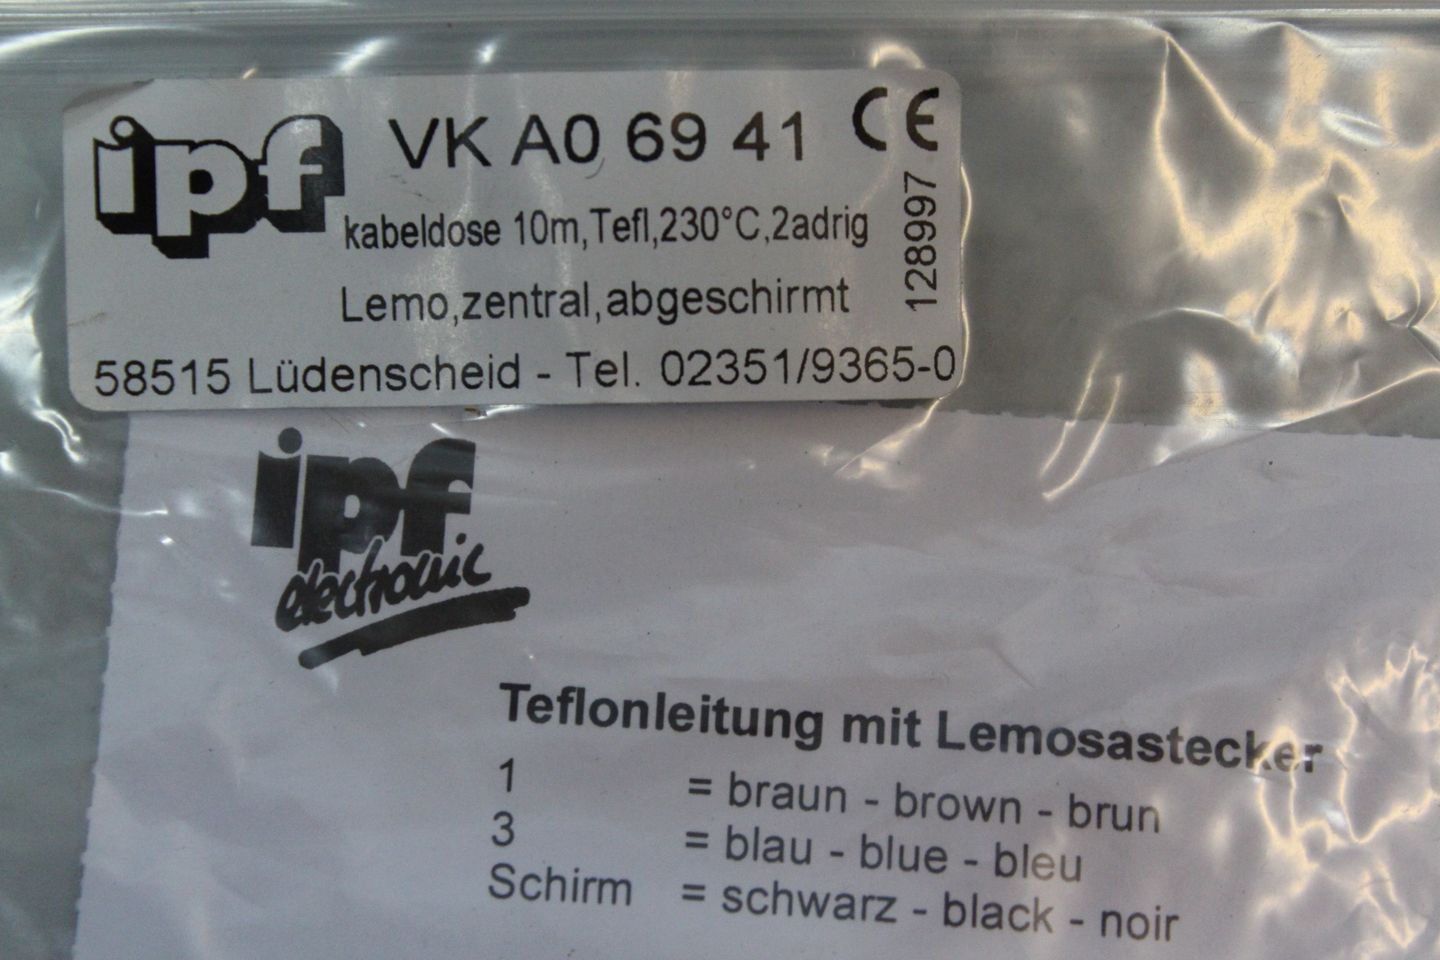 ipf VK A0 69 41 CE
kabeldose 10m,Tefl,230°C,2adrig
Lemo,zentral,abgeschirmt
128997
58515 Lüdenscheid - Tel. 02351/9365-0
ipf
electronic
Teflonleitung mit Lemosastecker
1 = braun - brown - brun
3 = blau - blue - bleu
Schirm = schwarz - black - noir